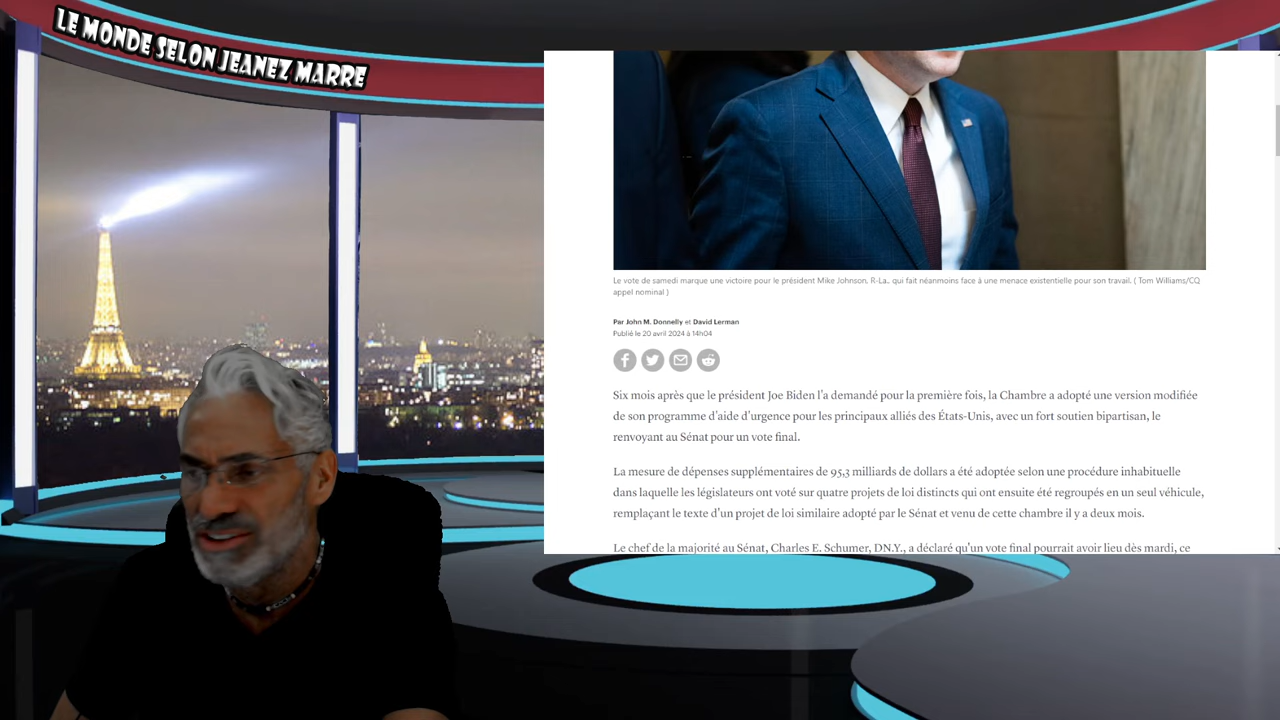 LE MONDE SELON JEANEZ MARRE
Le vote de samedi marque une victoire pour le président Mike Johnson, R-La., qui fait néanmoins face à une menace existentielle pour son travail. ( Tom Williams/CQ
appel nominal )
Par John M. Donnelly et David Lerman
Publié le 20 avril 2024 à 14h04
Six mois après que le président Joe Biden l'a demandé pour la première fois, la Chambre a adopté une version modifiée
de son programme d'aide d'urgence pour les principaux alliés des États-Unis, avec un fort soutien bipartisan, le
renvoyant au Sénat pour un vote final.
La mesure de dépenses supplémentaires de 95,3 milliards de dollars a été adoptée selon une procédure inhabituelle
dans laquelle les législateurs ont voté sur quatre projets de loi distincts qui ont ensuite été regroupés en un seul véhicule,
remplaçant le texte d'un projet de loi similaire adopté par le Sénat et venu de cette chambre il y a deux mois.
Le chef de la majorité au Sénat, Charles E. Schumer, DN.Y., a déclaré qu'un vote final pourrait avoir lieu dès mardi, ce